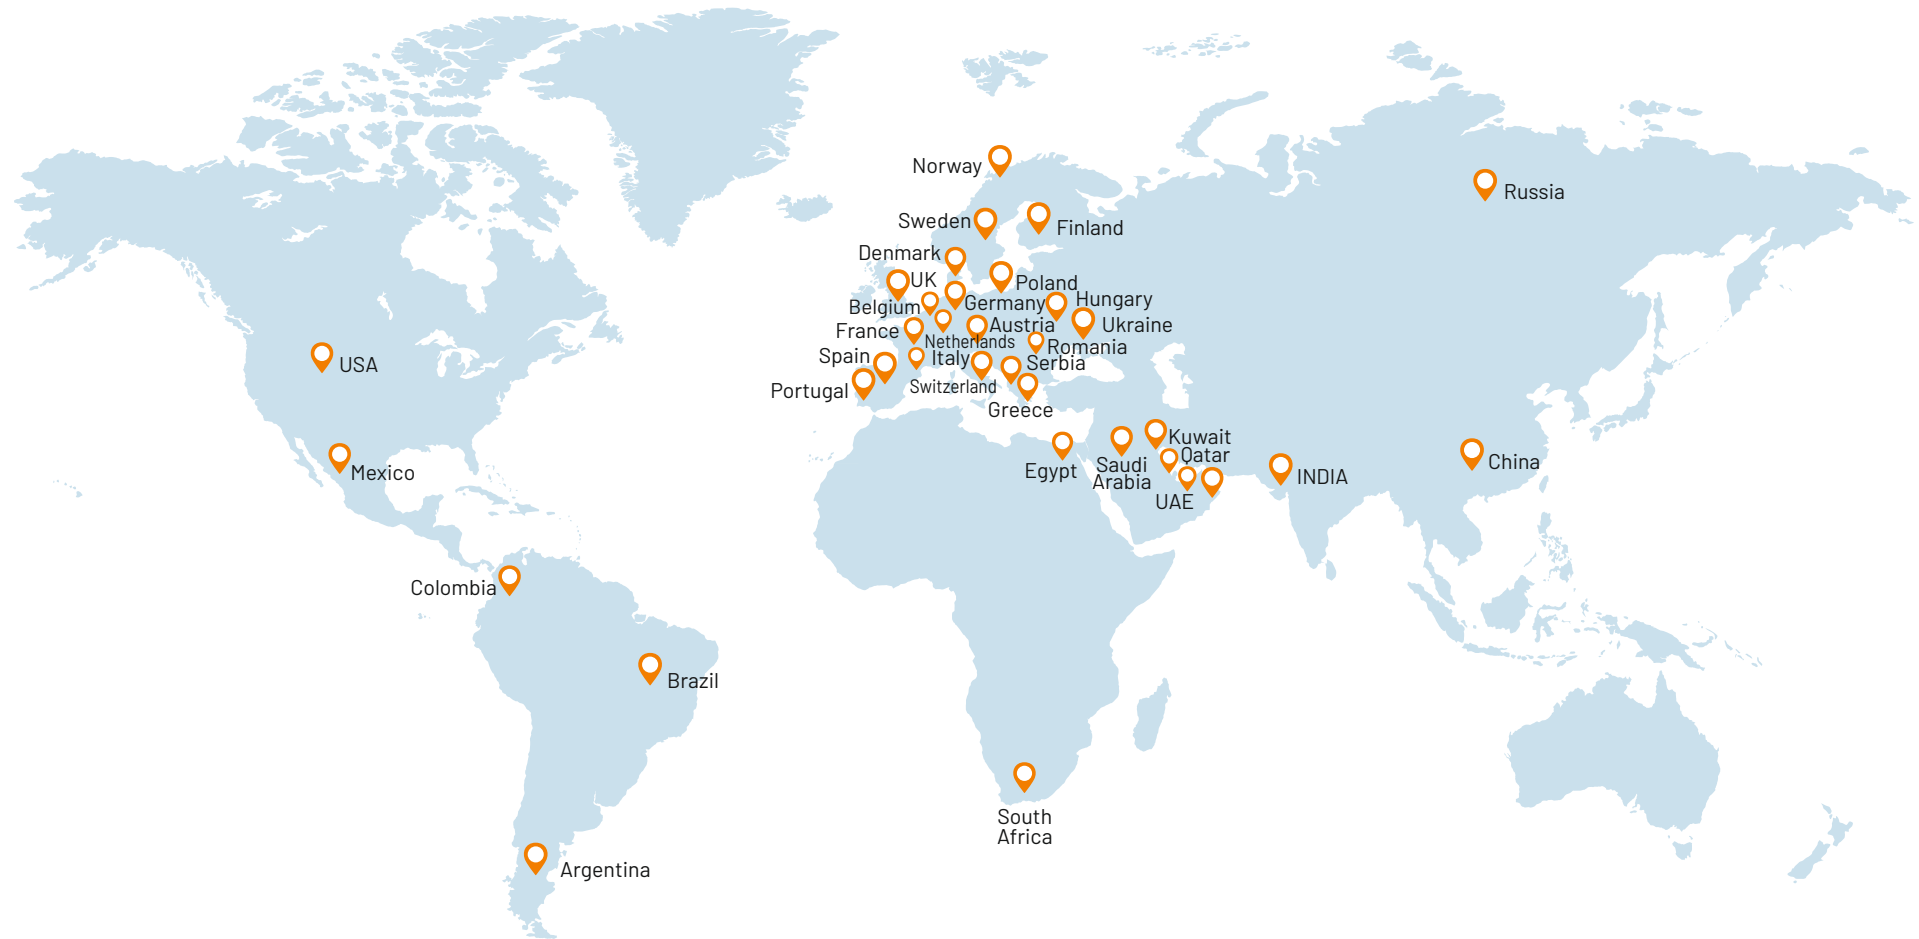 Norway
Russia
Sweden
Finland
Denmark
UK
Poland
Belgium
Germany
Hungary
France
Austria
Ukraine
Netherlands
Romania
Spain
Italy
Serbia
USA
Switzerland
Portugal
Greece
Kuwait
Qatar
Egypt
Saudi
Arabia
UAE
INDIA
China
Mexico
Colombia
Brazil
South
Africa
Argentina